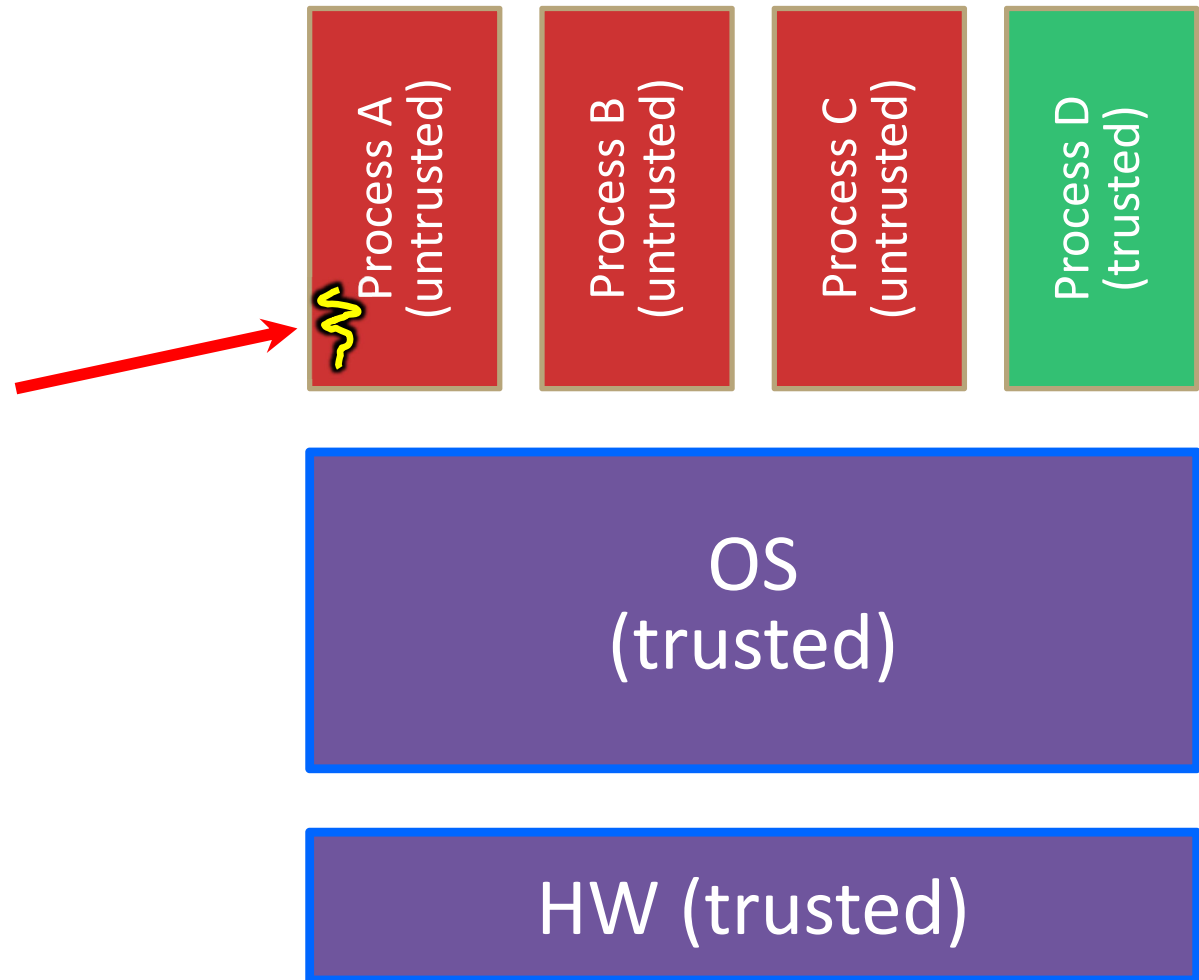 Process A
(untrusted)
Process B
(untrusted)
Process C
(untrusted)
Process D
(trusted)
OS
(trusted)
HW (trusted)